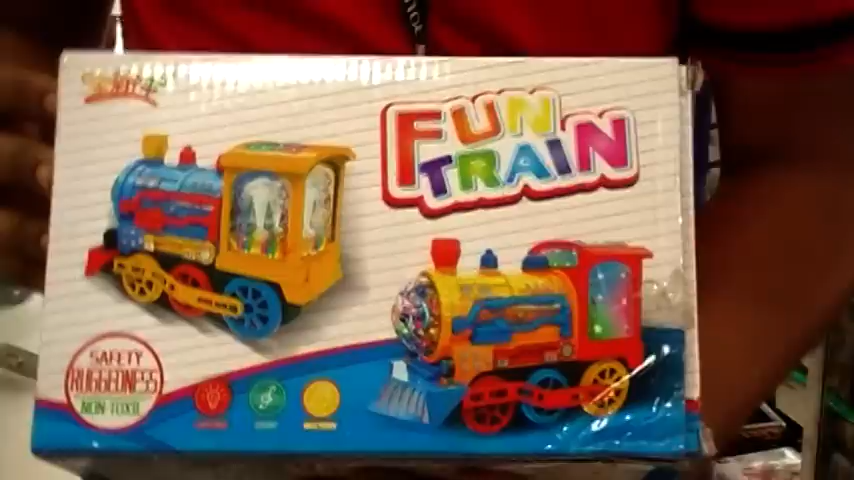 FUN
TRAIN
SAFETY
RUGGEDNESS
NON-TOXIC